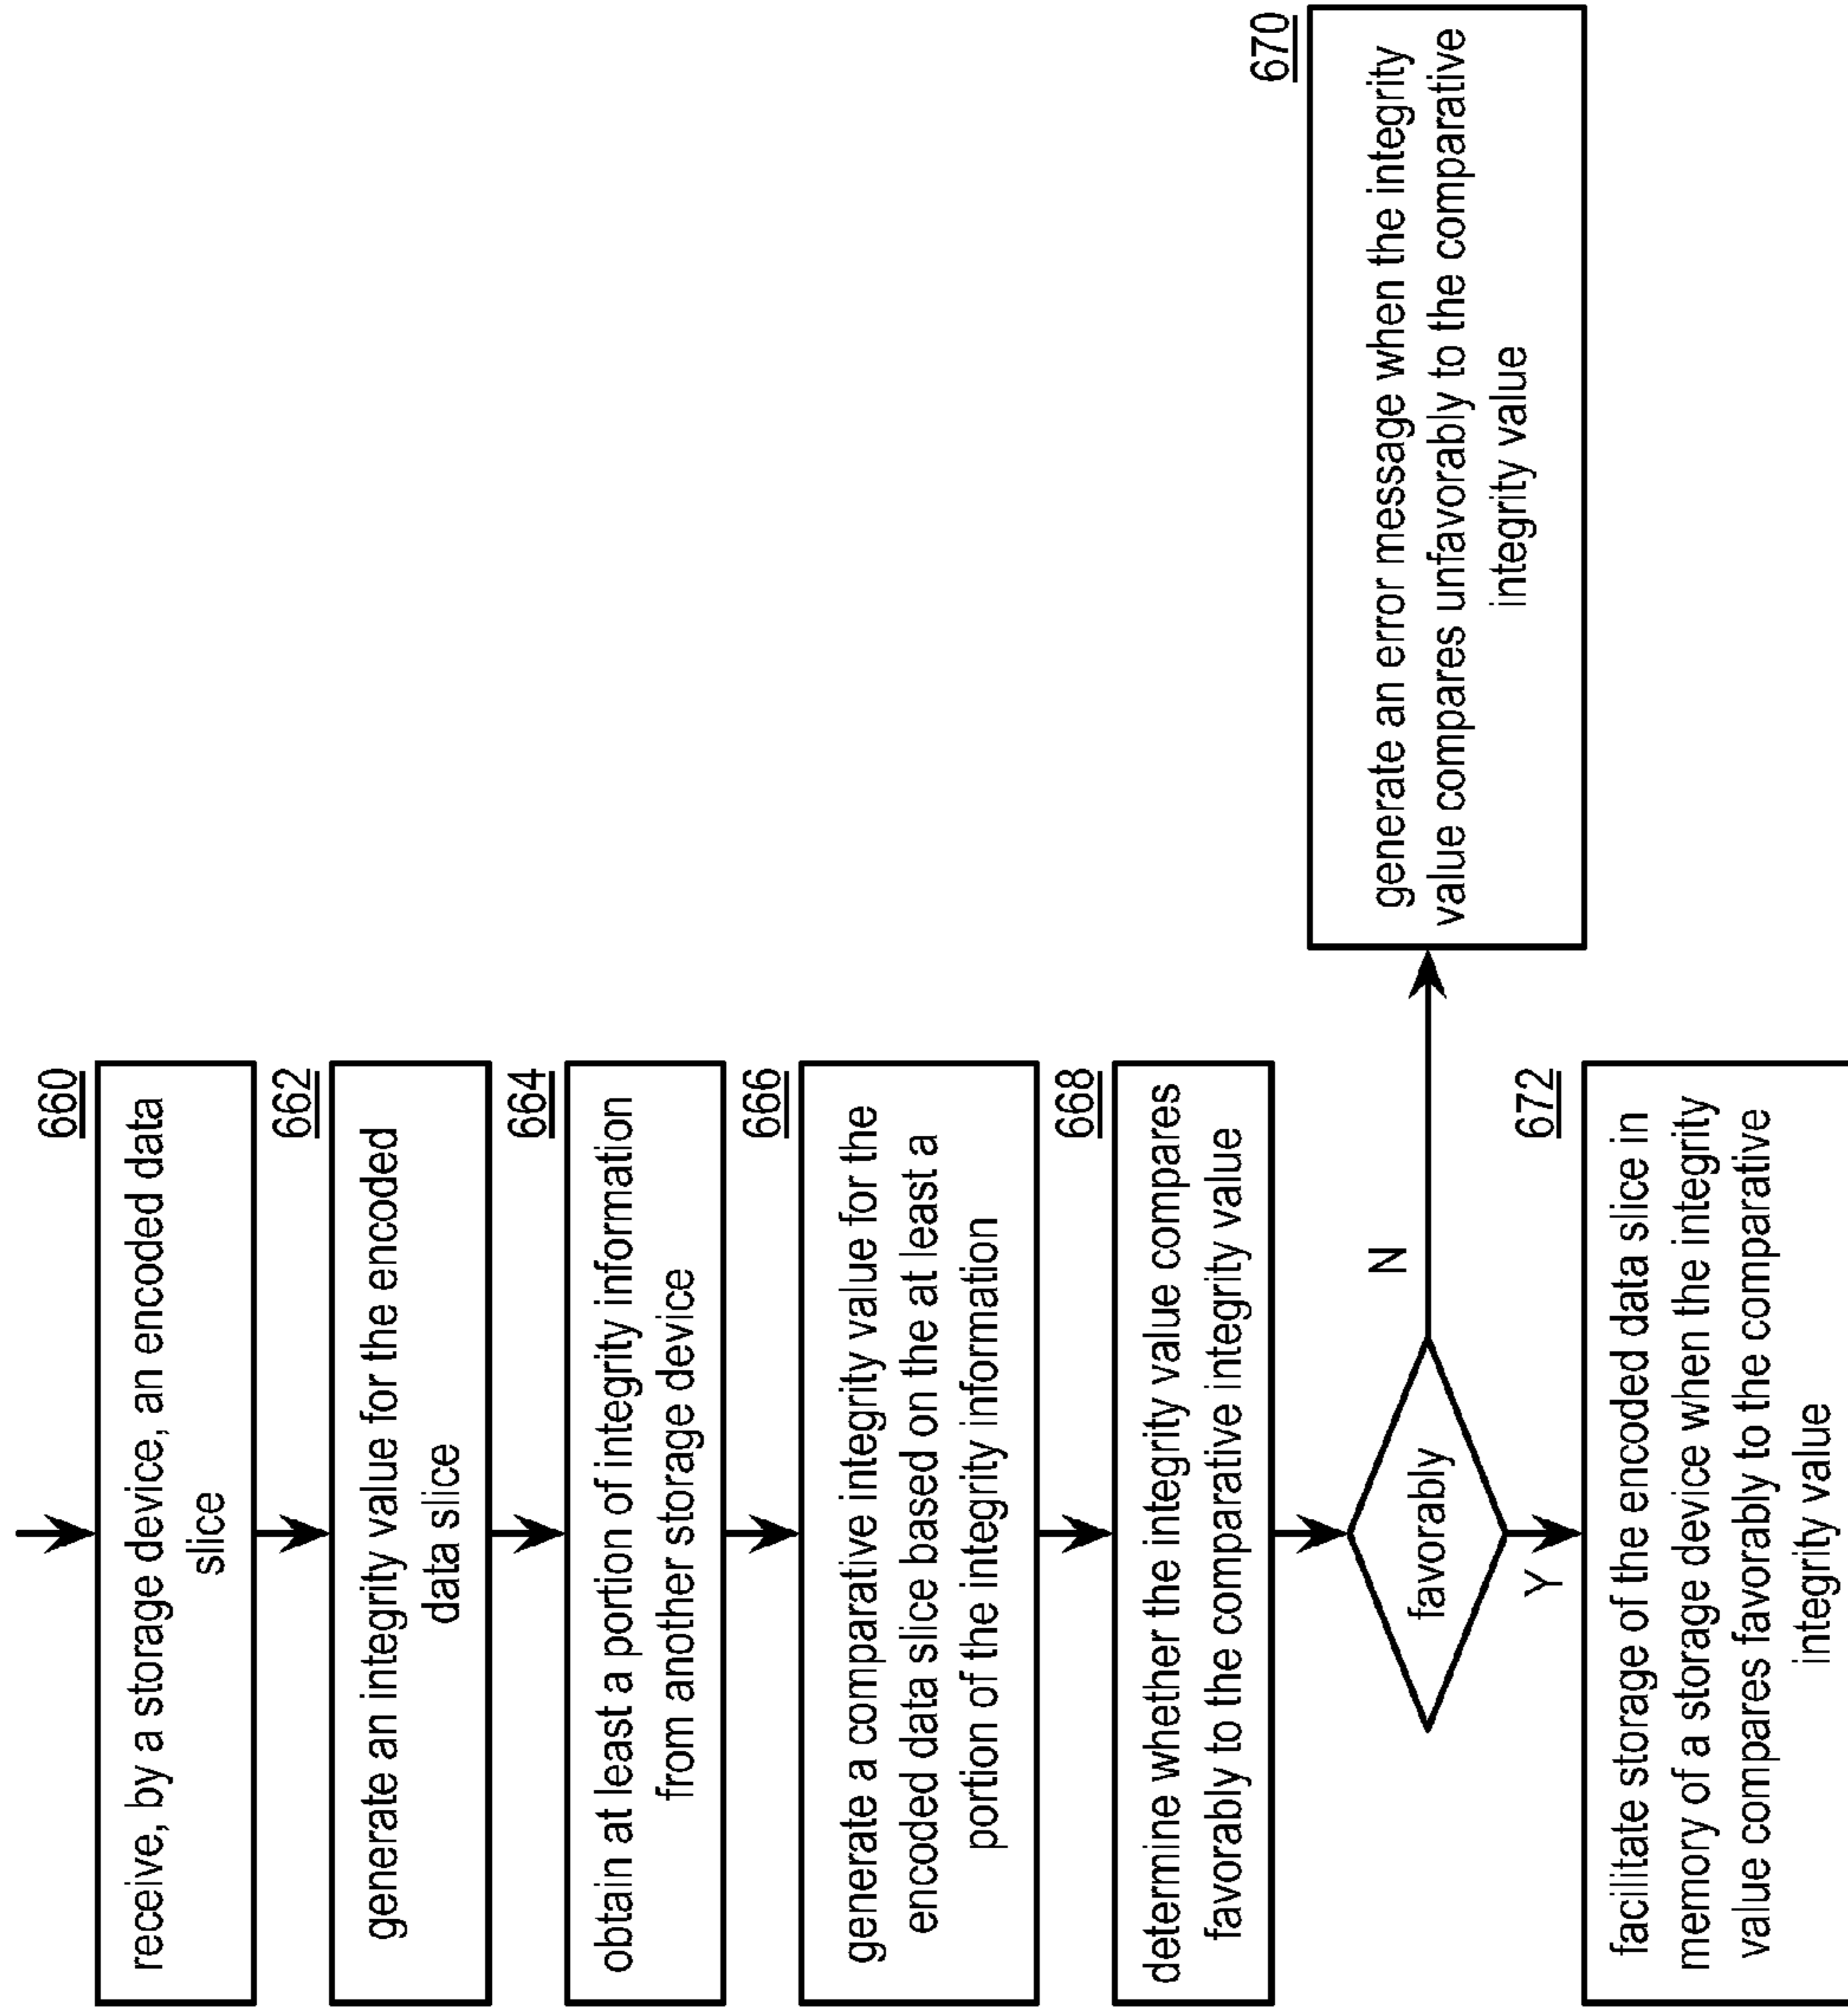 660
receive, by a storage device, an encoded data
slice
662
generate an integrity value for the encoded
data slice
664
obtain at least a portion of integrity information
from another storage device
666
generate a comparative integrity value for the
encoded data slice based on the at least a
portion of the integrity information
668
determine whether the integrity value compares
favorably to the comparative integrity value
favorably
N
670
generate an error message when the integrity
value compares unfavorably to the comparative
integrity value
Y
672
facilitate storage of the encoded data slice in
memory of a storage device when the integrity
value compares favorably to the comparative
integrity value